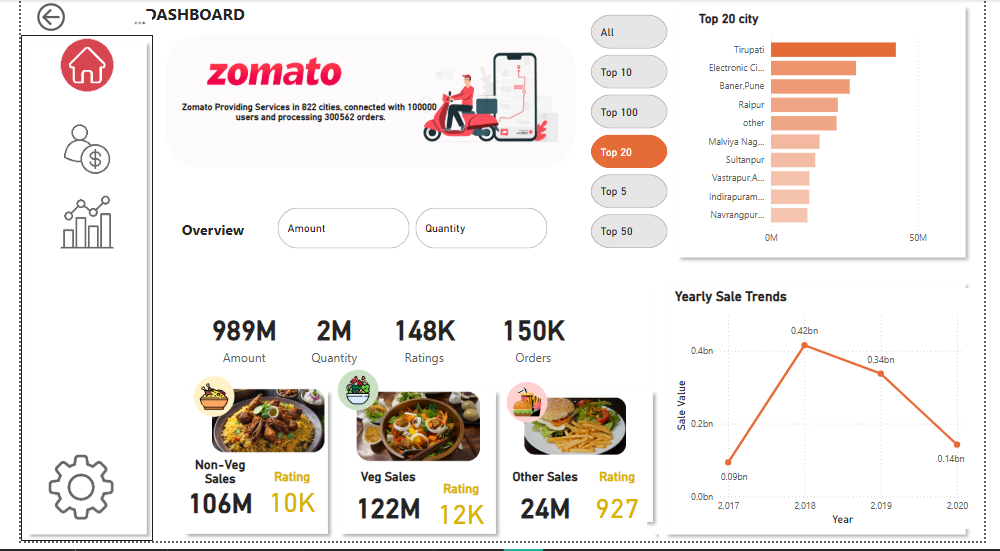 DASHBOARD
zomato
Zomato Providing Services in 822 cities, connected with 100000
users and processing 300562 orders.
All
Top 10
Top 100
Top 20
Top 5
Top 50
Overview
Amount
Quantity
Top 20 city
Tirupati
Electronic Ci...
Baner,Pune
Raipur
other
Malviya Nag...
Sultanpur
Vastrapur,A...
Indirapuram...
Navrangpur...
0M
50M
989M
2M
148K
150K
Amount
Quantity
Ratings
Orders
Non-Veg
Sales
Rating
106M
10K
Veg Sales
Rating
122M
12K
Other Sales
Rating
24M
927
Yearly Sale Trends
Sale Value
0.4bn
0.2bn
0.0bn
0.09bn
0.42bn
0.34bn
0.14bn
2,017
2,018
2,019
2,020
Year